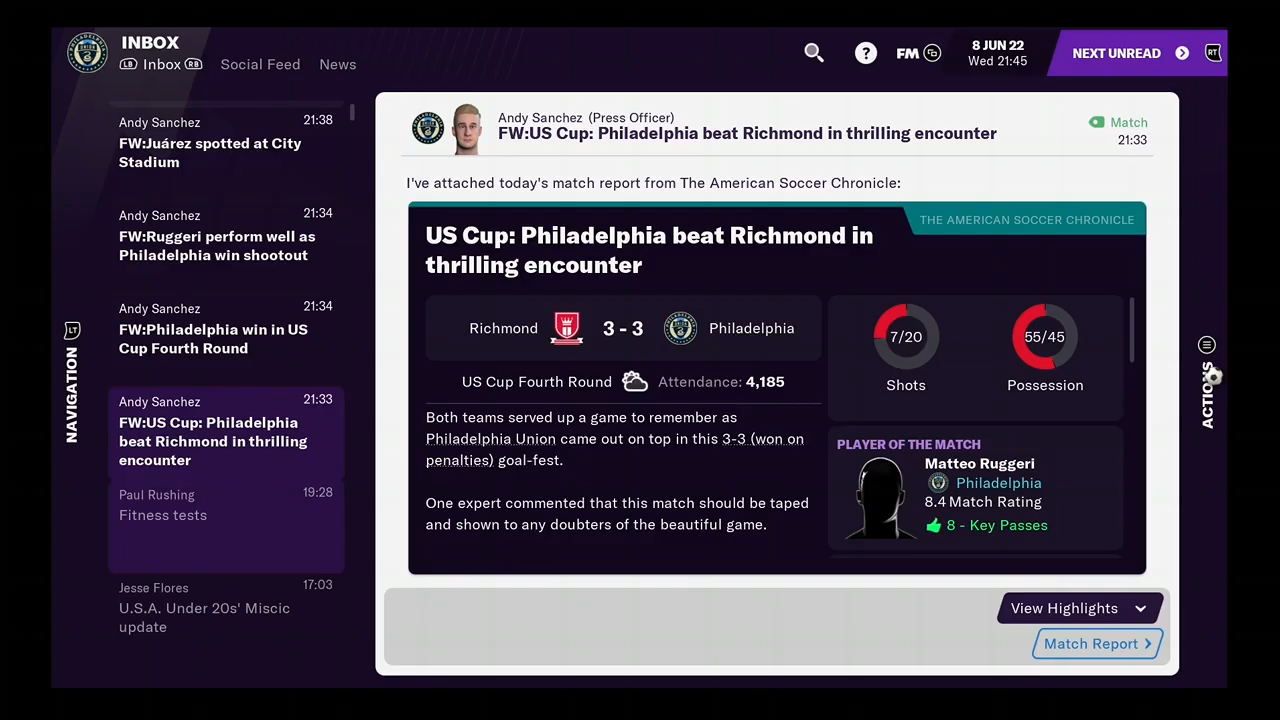 INBOX
LB Inbox RB Social Feed News
? FM 8 JUN 22
Wed 21:45
NEXT UNREAD RT
Andy Sanchez 21:38
FW:Juárez spotted at City
Stadium
Andy Sanchez 21:34
FW:Ruggeri perform well as
Philadelphia win shootout
Andy Sanchez 21:34
FW:Philadelphia win in US
Cup Fourth Round
Andy Sanchez 21:33
FW:US Cup: Philadelphia
beat Richmond in thrilling
encounter
Paul Rushing 19:28
Fitness tests
Jesse Flores 17:03
U.S.A. Under 20s' Miscic
update
LT
NAVIGATION
Andy Sanchez (Press Officer)
FW:US Cup: Philadelphia beat Richmond in thrilling encounter
Match
21:33
I've attached today's match report from The American Soccer Chronicle:
THE AMERICAN SOCCER CHRONICLE
US Cup: Philadelphia beat Richmond in
thrilling encounter
Richmond 3 - 3 Philadelphia
US Cup Fourth Round Attendance: 4,185
Both teams served up a game to remember as
Philadelphia Union came out on top in this 3-3 (won on
penalties) goal-fest.
One expert commented that this match should be taped
and shown to any doubters of the beautiful game.
7/20 55/45
Shots Possession
PLAYER OF THE MATCH
Matteo Ruggeri
Philadelphia
8.4 Match Rating
8 - Key Passes
View Highlights
Match Report
ACTIONS